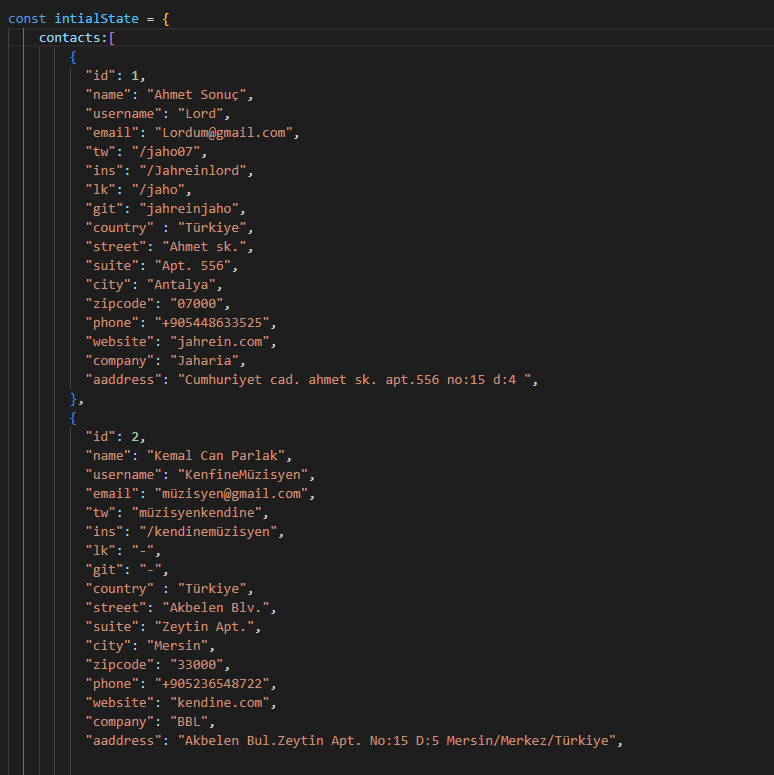 const intialState = {
contacts:[
{
"id": 1,
"name": "Ahmet Sonuç",
"username": "Lord",
"email": "Lordum@gmail.com",
"tw": "/jaho07",
"ins": "/Jahreinlord",
"lk": "/jaho",
"git": "jahreinjaho",
"country" : "Türkiye",
"street": "Ahmet sk.",
"suite": "Apt. 556",
"city": "Antalya",
"zipcode": "07000",
"phone": "+905448633525",
"website": "jahrein.com",
"company": "Jaharia",
"aaddress": "Cumhuriyet cad. ahmet sk. apt.556 no:15 d:4 ",
},
{
"id": 2,
"name": "Kemal Can Parlak",
"username": "KenfineMüzisyen",
"email": "müzisyen@gmail.com",
"tw": "müzisyenkendine",
"ins": "/kendinemüzisyen",
"lk": "-",
"git": "-",
"country" : "Türkiye",
"street": "Akbelen Blv.",
"suite": "Zeytin Apt.",
"city": "Mersin",
"zipcode": "33000",
"phone": "+905236548722",
"website": "kendine.com",
"company": "BBL",
"aaddress": "Akbelen Bul.Zeytin Apt. No:15 D:5 Mersin/Merkez/Türkiye",